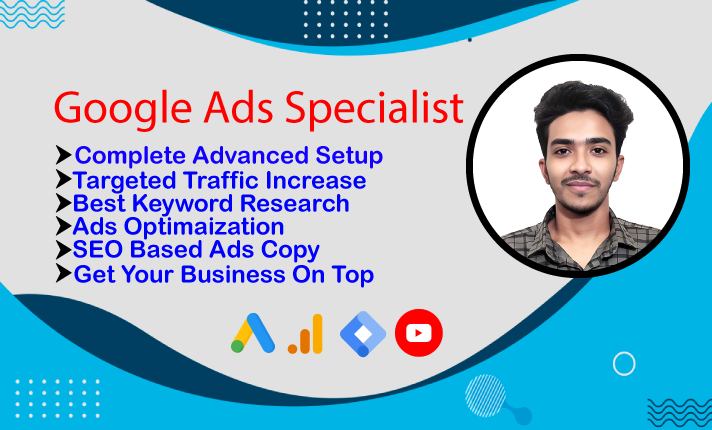 Google Ads Specialist
Complete Advanced Setup
Targeted Traffic Increase
Best Keyword Research
Ads Optimaization
SEO Based Ads Copy
Get Your Business On Top